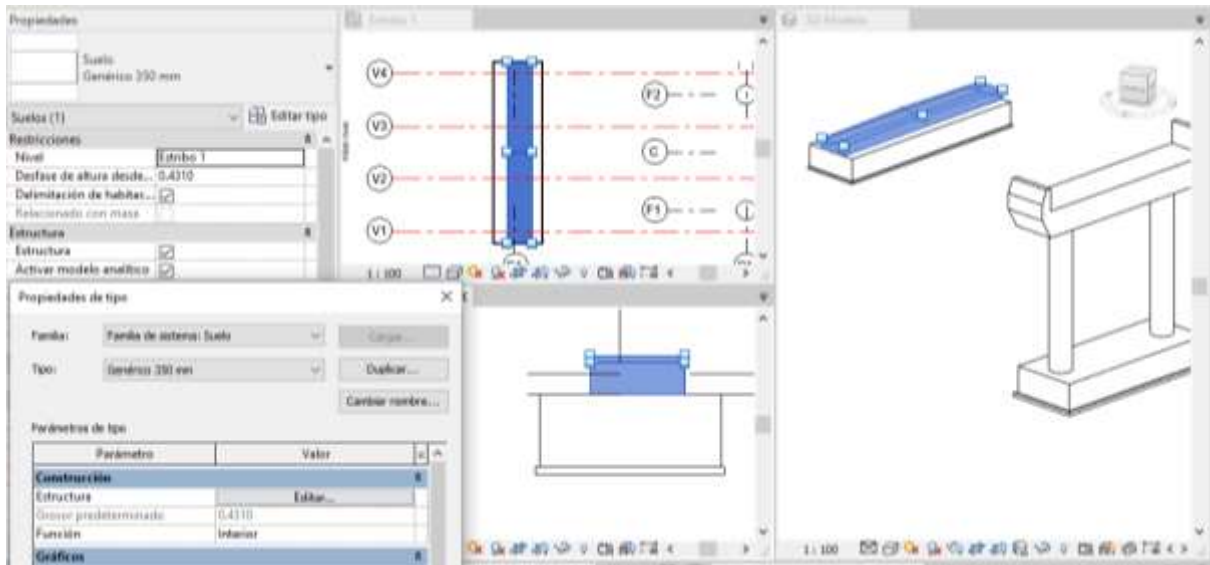 Propiedades
Suelo
Genérico 350 mm
Suelos (1)
Editar tipo
Restricciones
Nivel
Estribo 1
Desfase de altura desde...
0.4310
Delimitación de habitac...
Relacionado con masa
Estructura
Estructura
Activar modelo analítico
Estribo 1
V4
V3
V2
V1
F2
C
F1
1 : 100
Propiedades de tipo
Familia:
Familia de sistema: Suelo
Cargar...
Tipo:
Genérico 350 mm
Duplicar...
Cambiar nombre...
Parámetros de tipo
Parámetro
Valor
Construcción
Estructura
Editar...
Grosor predeterminado
0.4310
Función
Interior
Gráficos
1 : 100